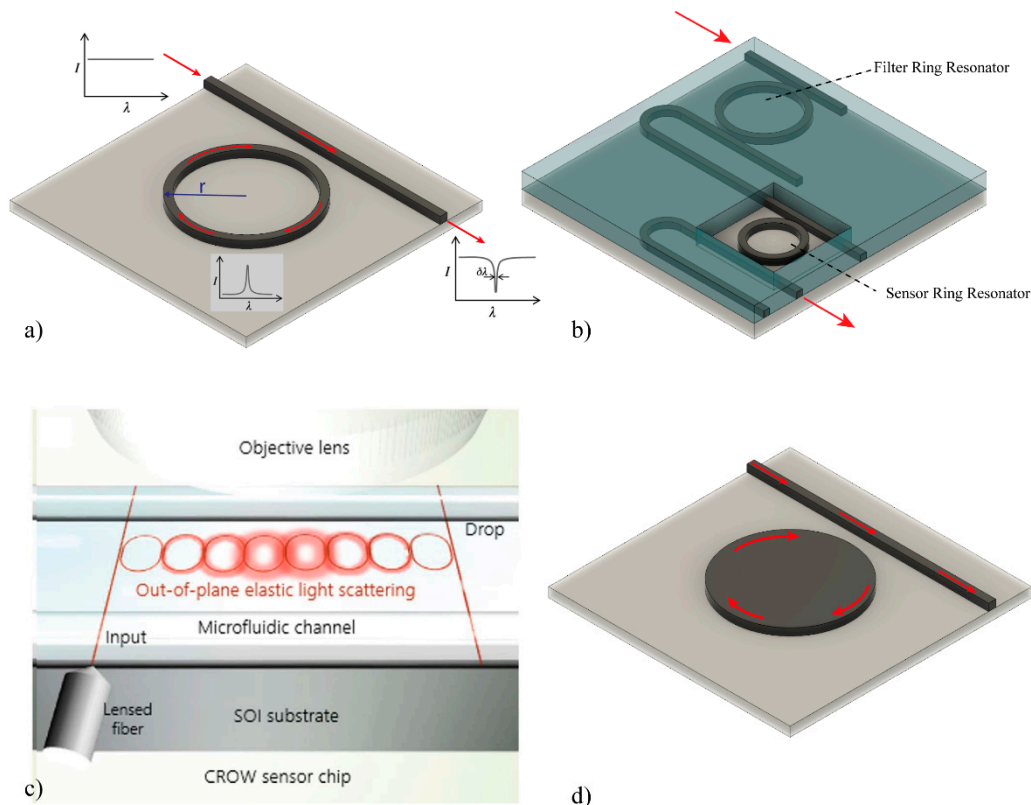 I
λ
r
I
λ
I
δλ
λ
a)
Filter Ring Resonator
Sensor Ring Resonator
b)
Objective lens
Drop
Out-of-plane elastic light scattering
Microfluidic channel
Input
Lensed
fiber
SOI substrate
CROW sensor chip
c)
d)